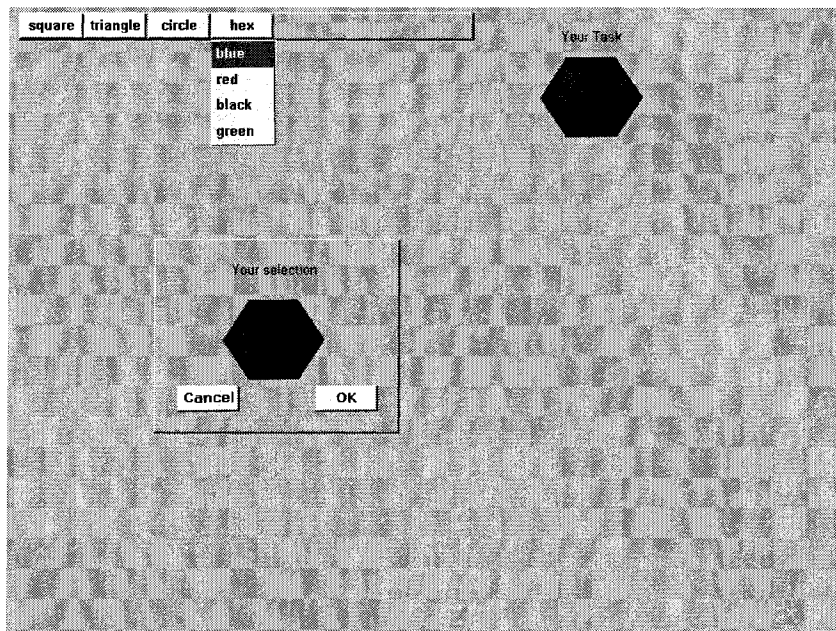 square triangle circle hex
Your Task
blue
red
black
green
Your selection
Cancel OK